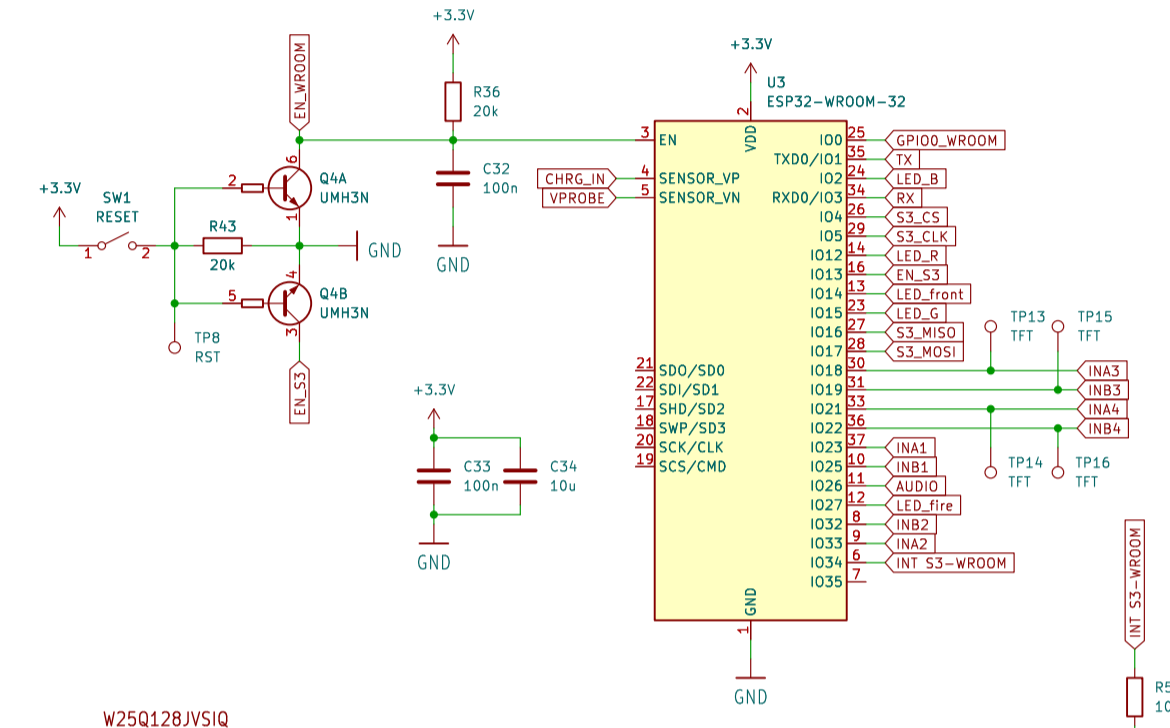 +3.3V
EN_WROOM
R36
20k
+3.3V
U3
ESP32-WROOM-32
2
VDD
3
EN
6
Q4A
UMH3N
2
1
C32
100n
GND
CHRG_IN
4
SENSOR_VP
VPROBE
5
SENSOR_VN
+3.3V
SW1
RESET
1
2
R43
20k
GND
4
5
Q4B
UMH3N
3
TP8
RST
EN_S3
+3.3V
C33
100n
C34
10u
GND
21
SDO/SD0
22
SDI/SD1
17
SHD/SD2
18
SWP/SD3
20
SCK/CLK
19
SCS/CMD
IO0
25
GPIO0_WROOM
TXD0/IO1
35
TX
IO2
24
LED_B
RXD0/IO3
34
RX
IO4
26
S3_CS
IO5
29
S3_CLK
IO12
14
LED_R
IO13
16
EN_S3
IO14
13
LED_front
IO15
23
LED_G
IO16
27
S3_MISO
IO17
28
S3_MOSI
IO18
30
INA3
IO19
31
INB3
IO21
33
INA4
IO22
36
INB4
IO23
37
INA1
IO25
10
INB1
IO26
11
AUDIO
IO27
12
LED_fire
IO32
8
INB2
IO33
9
INA2
IO34
6
INT S3-WROOM
IO35
7
TP13
TFT
TP15
TFT
TP14
TFT
TP16
TFT
GND
1
GND
INT S3-WROOM
W25Q128JVSIQ